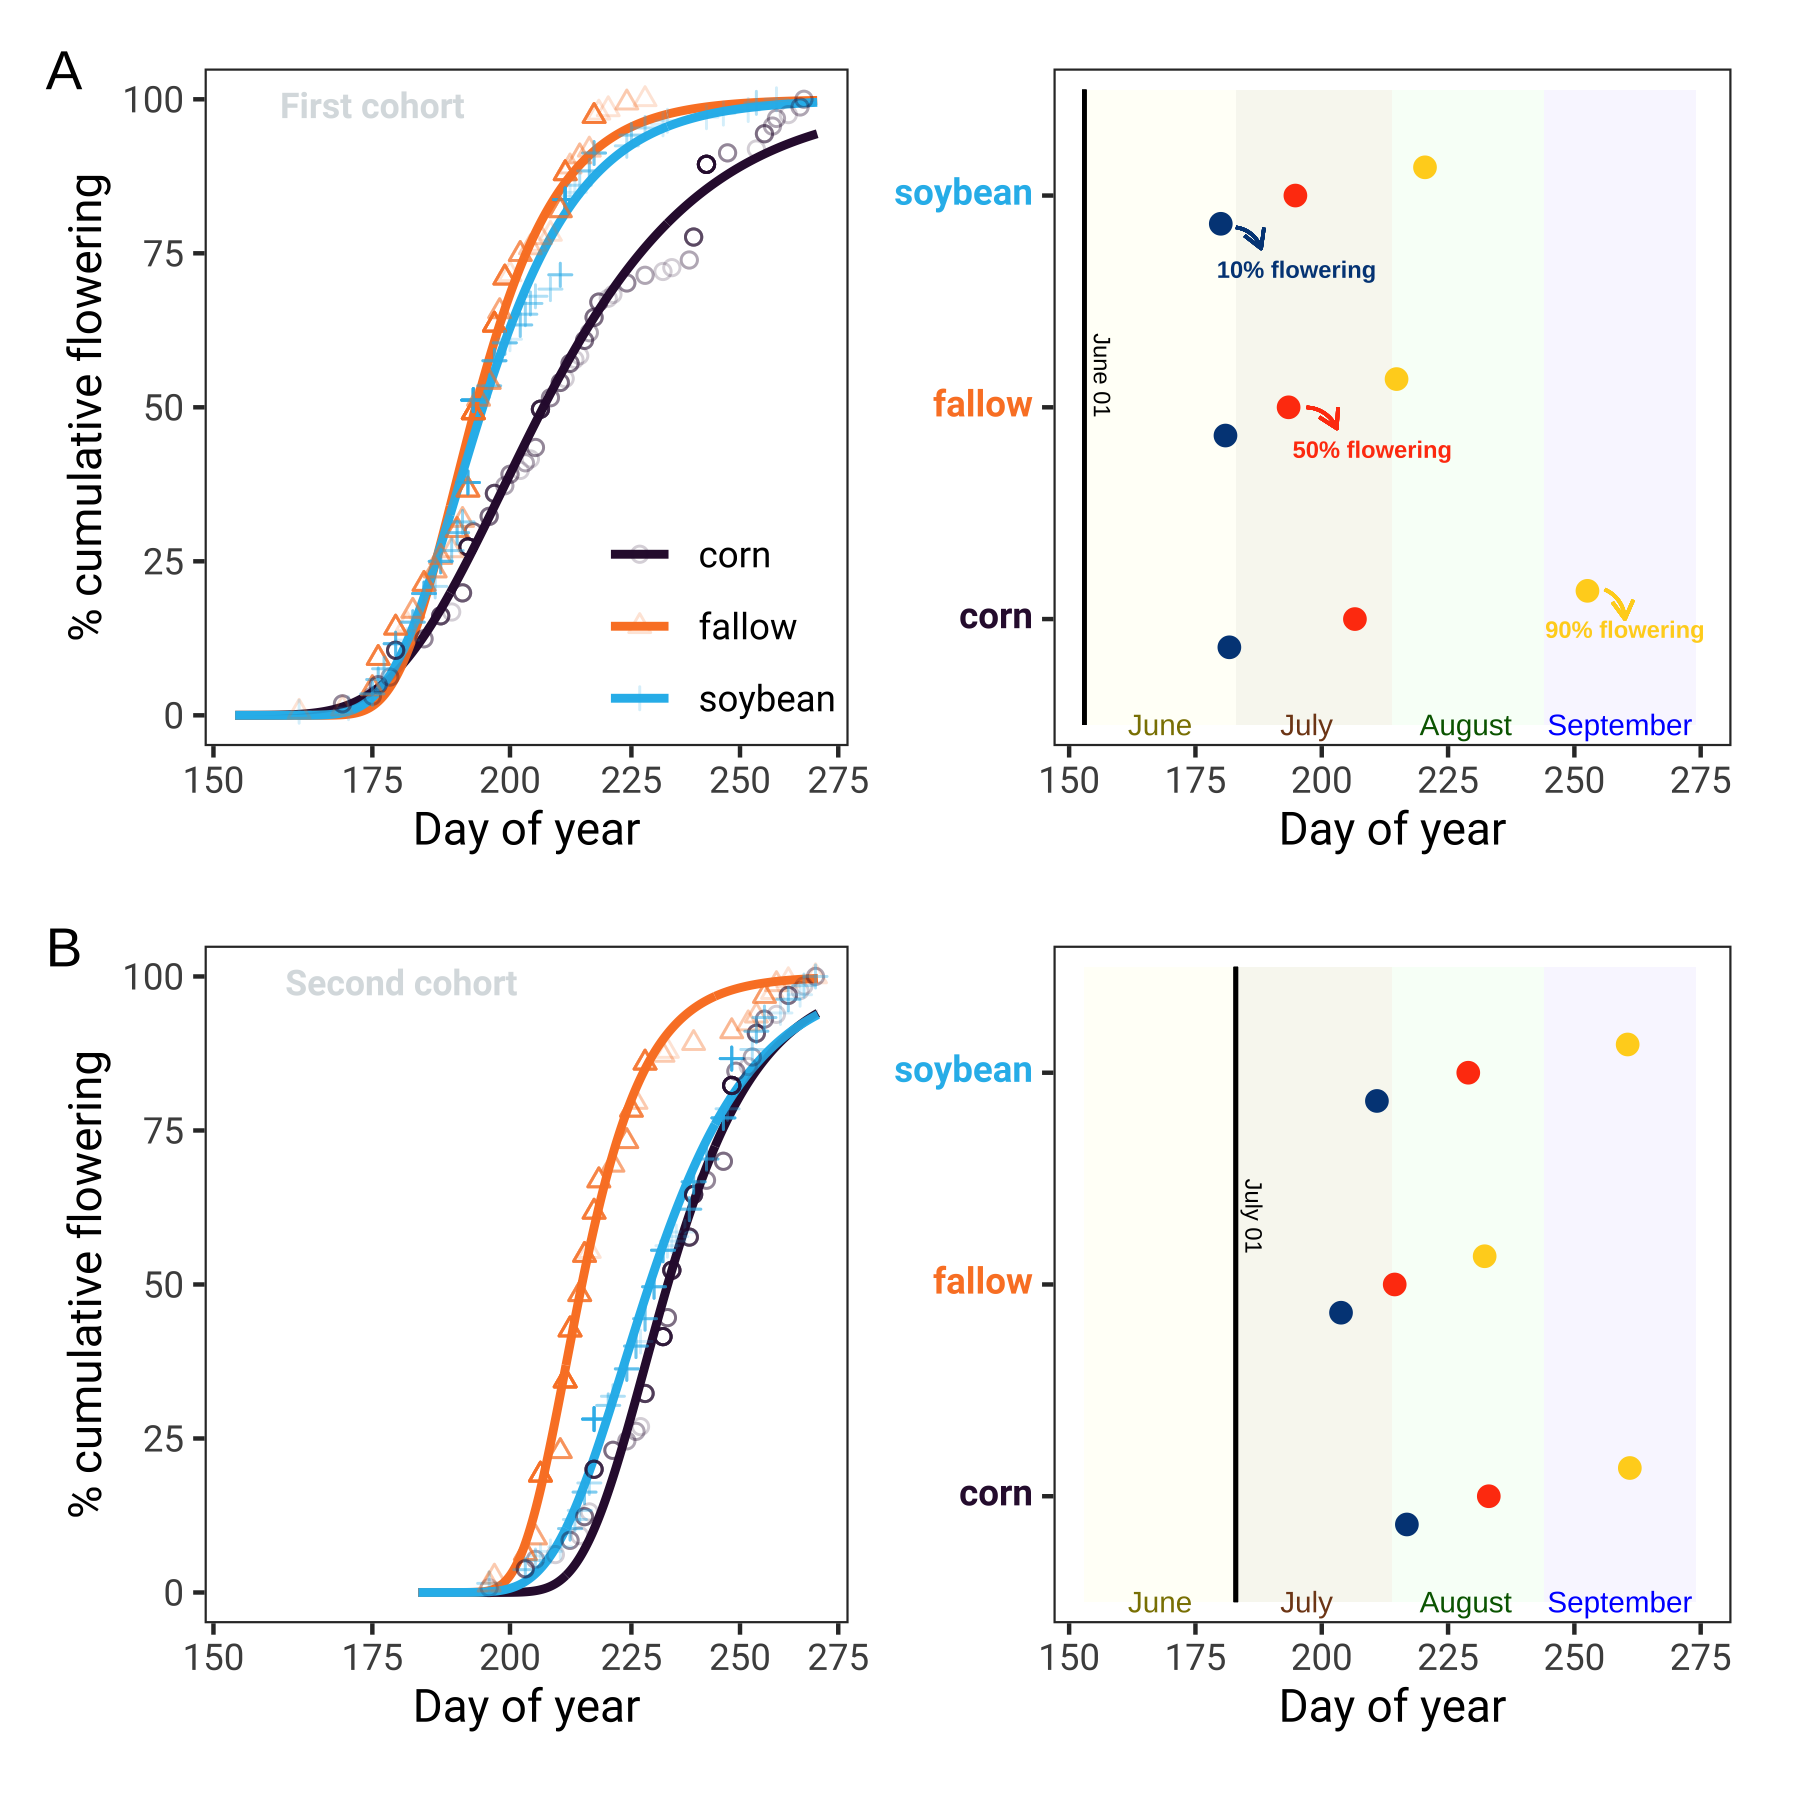 A
First cohort
% cumulative flowering
100
75
50
25
0
corn
fallow
soybean
150 175 200 225 250 275
Day of year
soybean
fallow
corn
June 01
10% flowering
50% flowering
90% flowering
June July August September
150 175 200 225 250 275
Day of year
B
Second cohort
% cumulative flowering
100
75
50
25
0
150 175 200 225 250 275
Day of year
soybean
fallow
corn
July 01
June July August September
150 175 200 225 250 275
Day of year